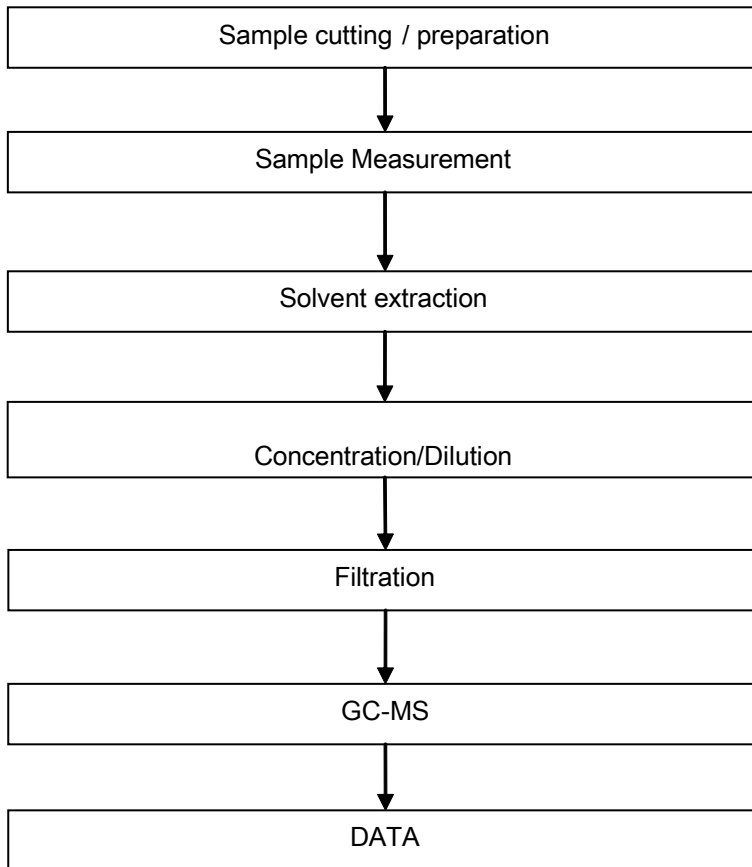 Sample cutting / preparation
Sample Measurement
Solvent extraction
Concentration/Dilution
Filtration
GC-MS
DATA